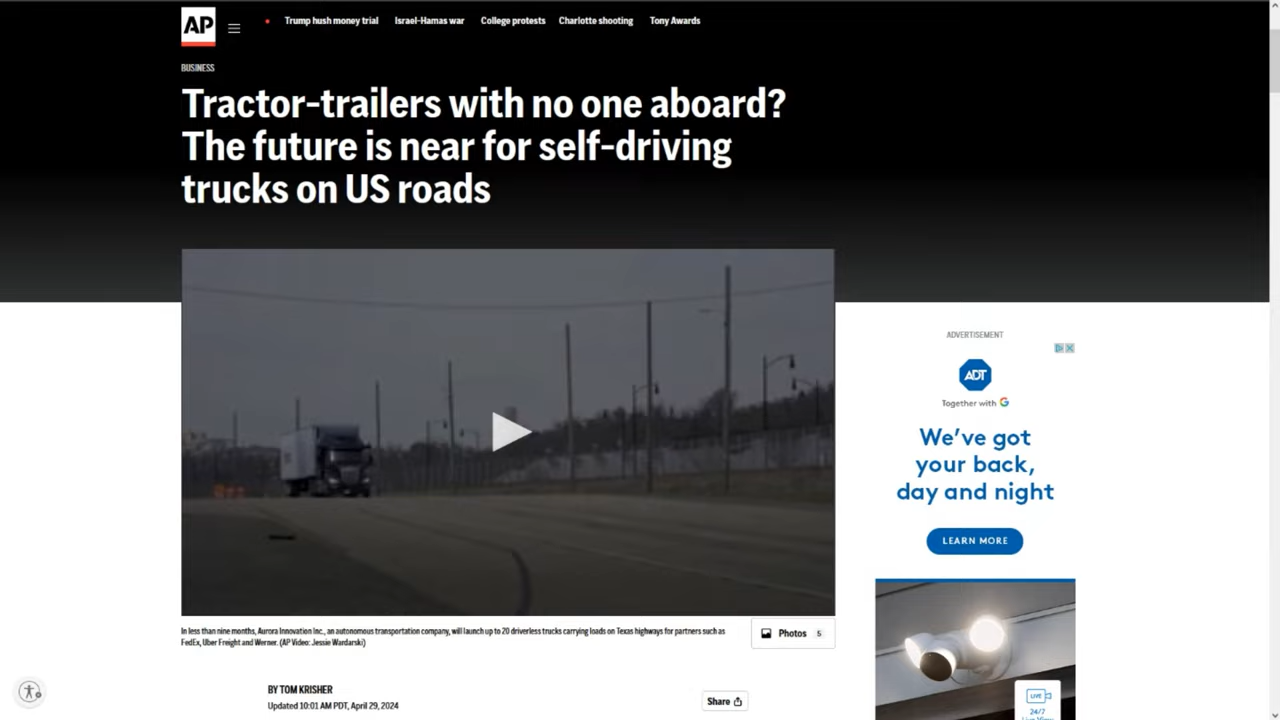 AP
Trump hush money trial
Israel-Hamas war
College protests
Charlotte shooting
Tony Awards
BUSINESS
Tractor-trailers with no one aboard?
The future is near for self-driving
trucks on US roads
In less than nine months, Aurora Innovation Inc., an autonomous transportation company, will launch up to 20 driverless trucks carrying loads on Texas highways for partners such as
FedEx, Uber Freight and Werner. (AP Video: Jessie Wardarski)
Photos 5
BY TOM KRISHER
Updated 10:01 AM PDT, April 29, 2024
Share
ADVERTISEMENT
ADT
Together with G
We've got
your back,
day and night
LEARN MORE
LIVE
24/7